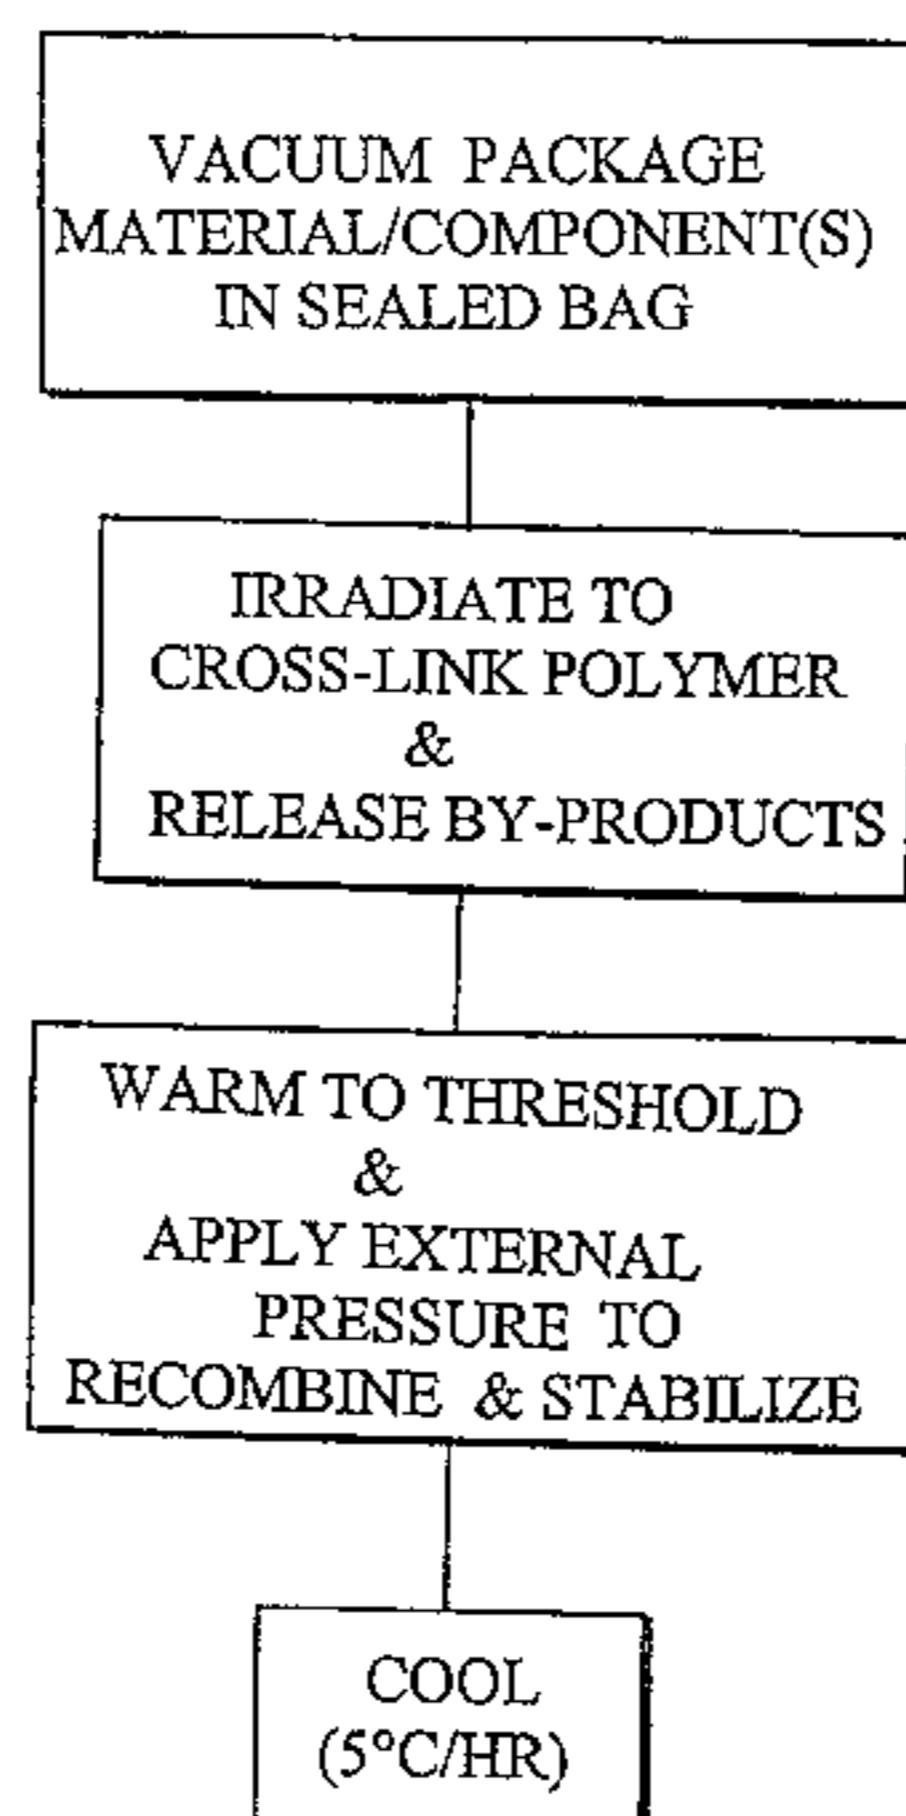 VACUUM PACKAGE
MATERIAL/COMPONENT(S)
IN SEALED BAG
IRRADIATE TO
CROSS-LINK POLYMER
&
RELEASE BY-PRODUCTS
WARM TO THRESHOLD
&
APPLY EXTERNAL
PRESSURE TO
RECOMBINE & STABILIZE
COOL
(5°C/HR)